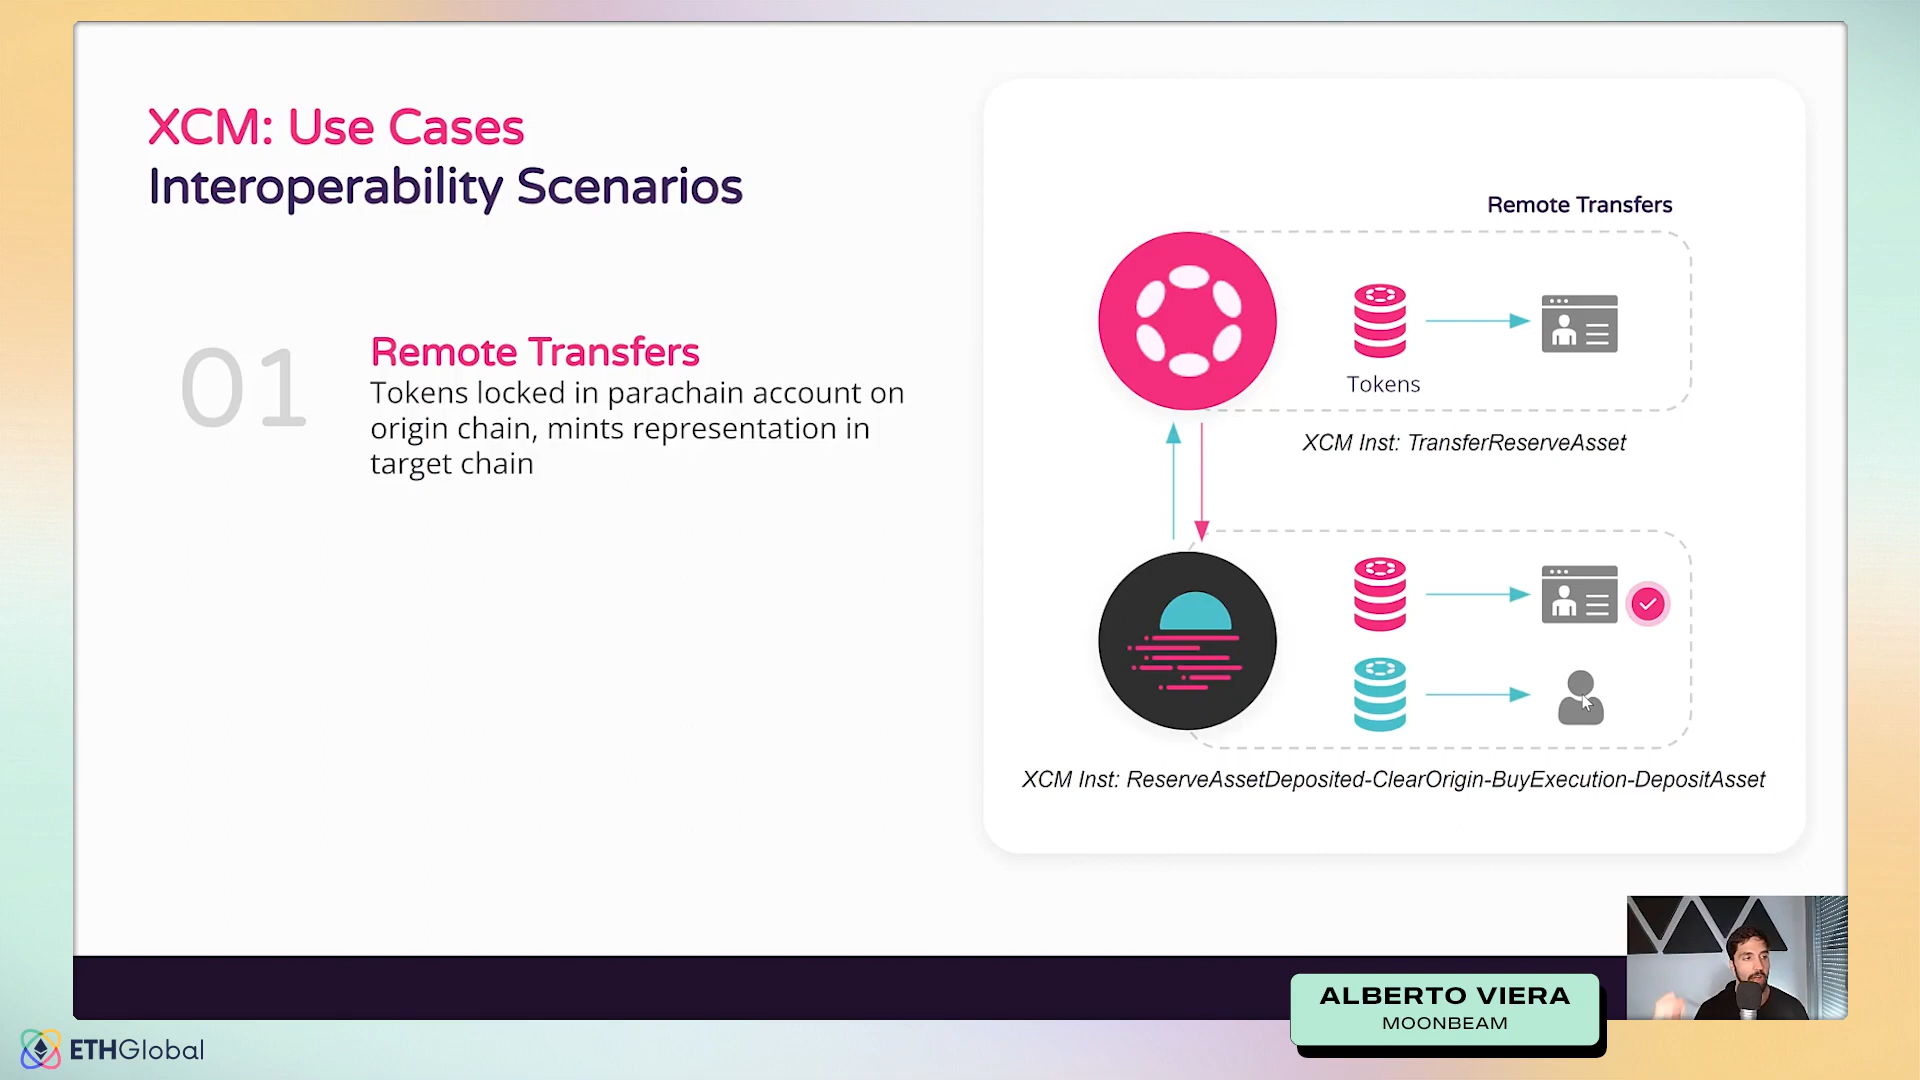 XCM: Use Cases
Interoperability Scenarios
01
Remote Transfers
Tokens locked in parachain account on
origin chain, mints representation in
target chain
Remote Transfers
Tokens
XCM Inst: TransferReserveAsset
XCM Inst: ReserveAssetDeposited-ClearOrigin-BuyExecution-DepositAsset
ALBERTO VIERA
MOONBEAM
ETHGlobal